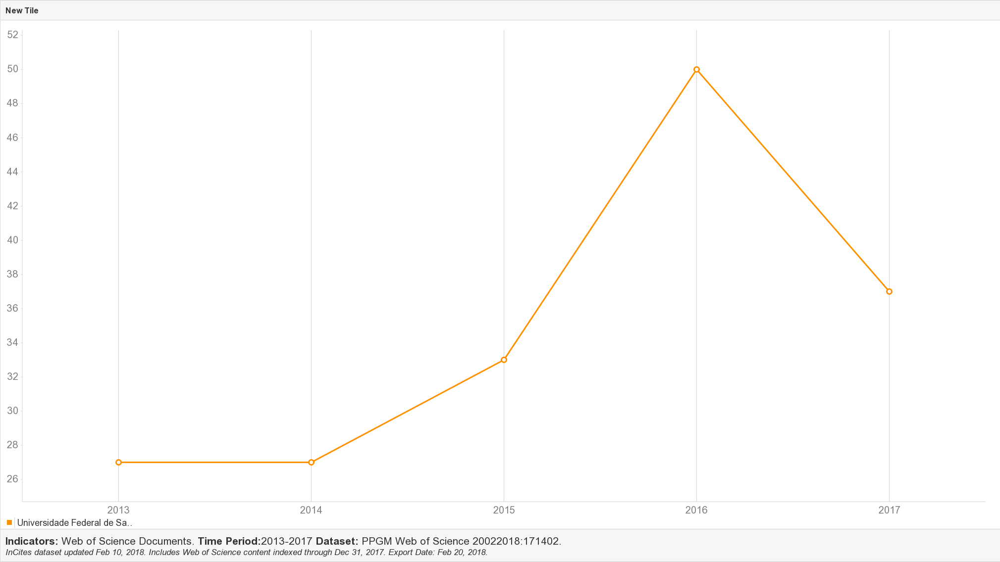 New Tile
52
50
48
46
44
42
40
38
36
34
32
30
28
26
2013 2014 2015 2016 2017
Universidade Federal de Sa..
Indicators: Web of Science Documents. Time Period:2013-2017 Dataset: PPGM Web of Science 20022018:171402.
InCites dataset updated Feb 10, 2018. Includes Web of Science content indexed through Dec 31, 2017. Export Date: Feb 20, 2018.